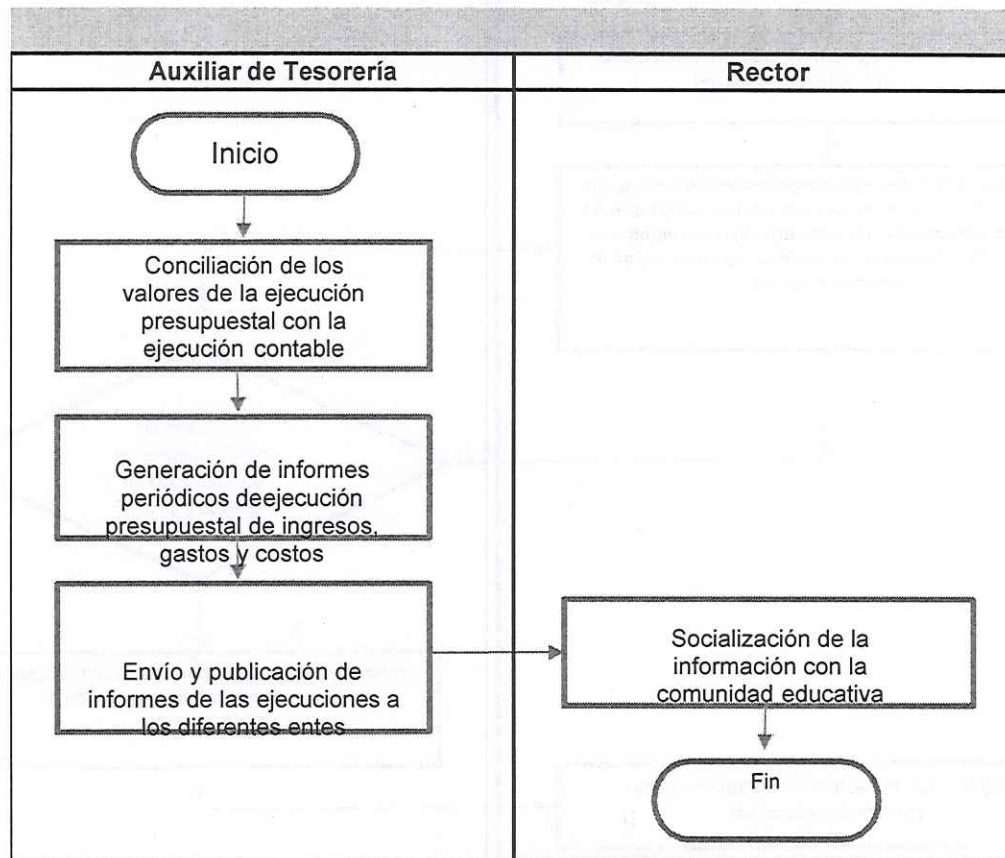 Auxiliar de Tesorería
Rector
Inicio
Conciliación de los
valores de la ejecución
presupuestal con la
ejecución contable
Generación de informes
periódicos deejecución
presupuestal de ingresos,
gastos y costos
Envío y publicación de
informes de las ejecuciones a
los diferentes entes
Socialización de la
información con la
comunidad educativa
Fin